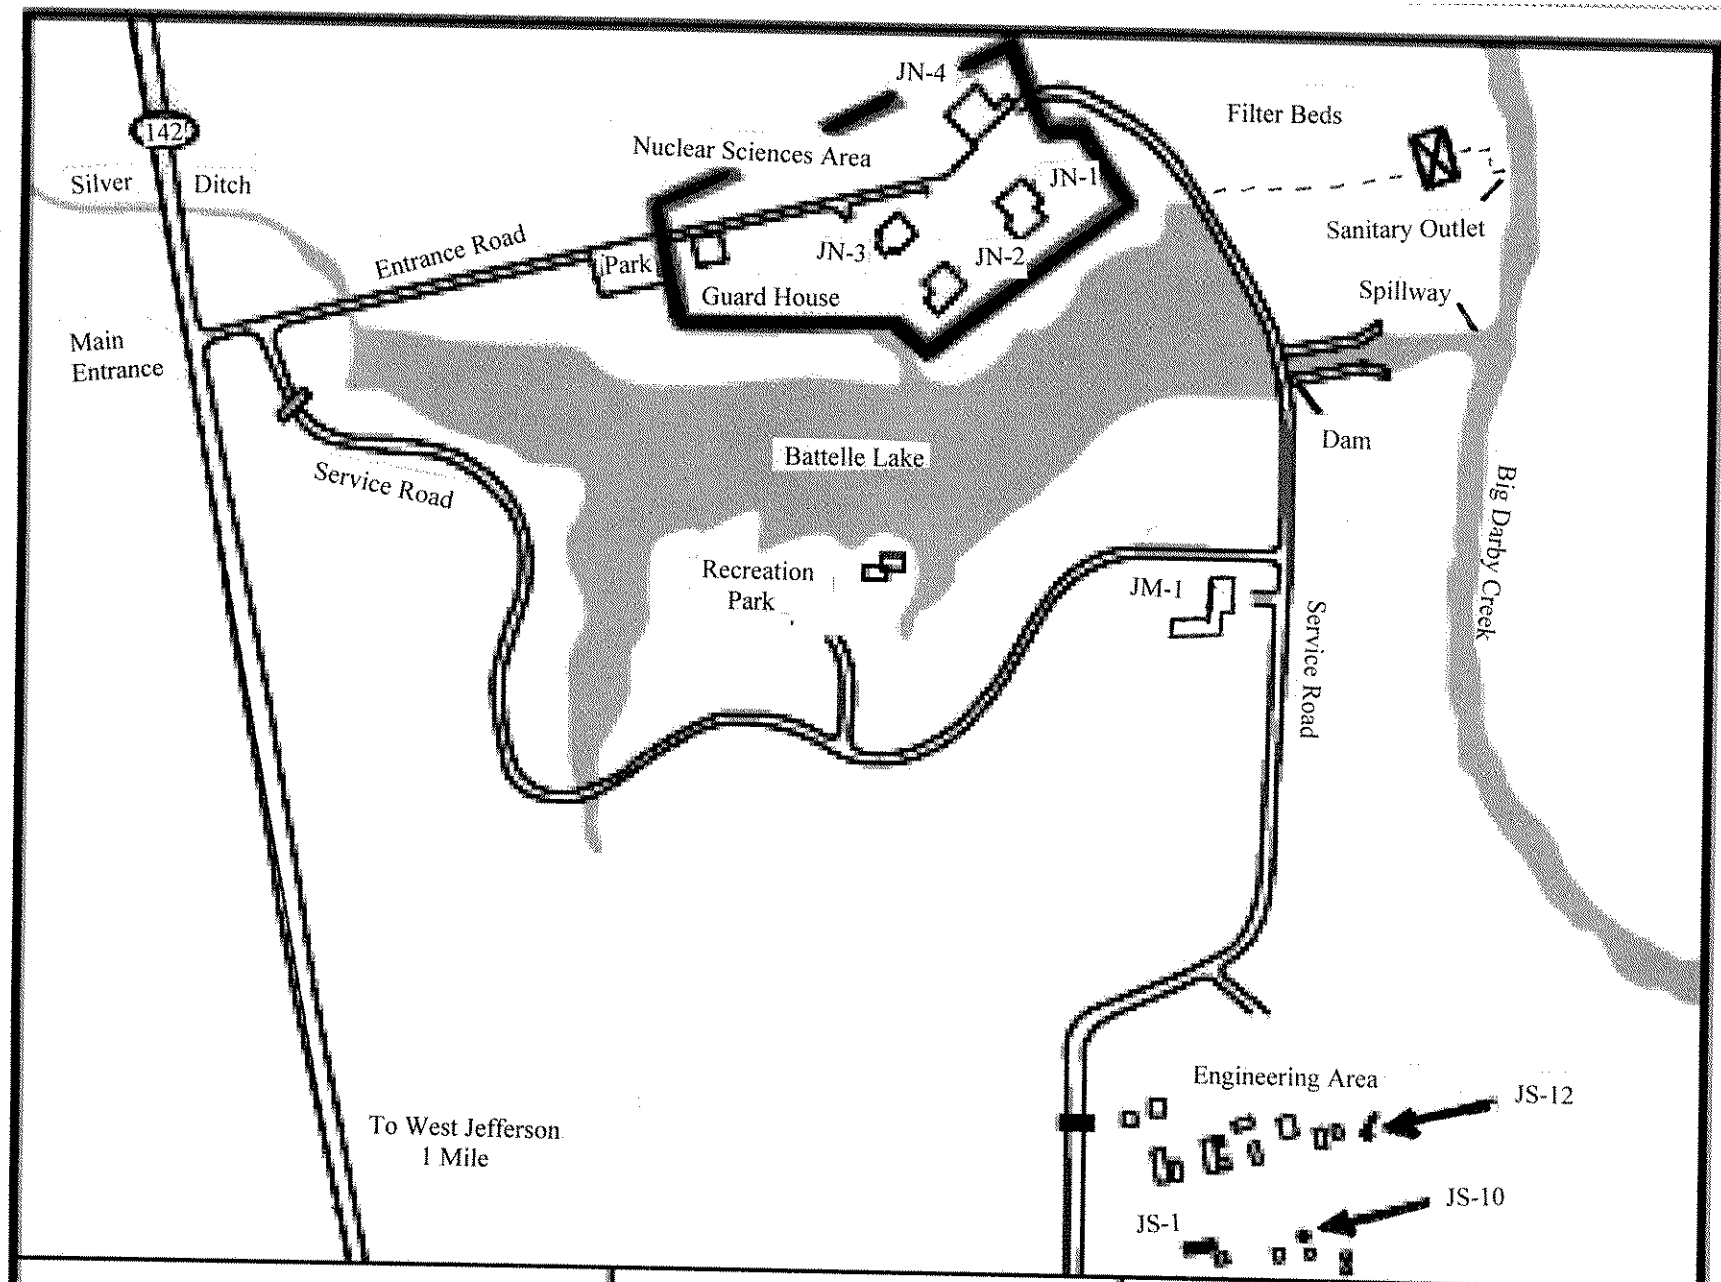 JN-4
142
Filter Beds
Nuclear Sciences Area
Silver Ditch
JN-1
Entrance Road
Park
JN-3
JN-2
Sanitary Outlet
Guard House
Spillway
Main
Entrance
Dam
Battelle Lake
Service Road
Big Darby Creek
Recreation
Park
JM-1
Service Road
Engineering Area
JS-12
To West Jefferson
1 Mile
JS-10
JS-1